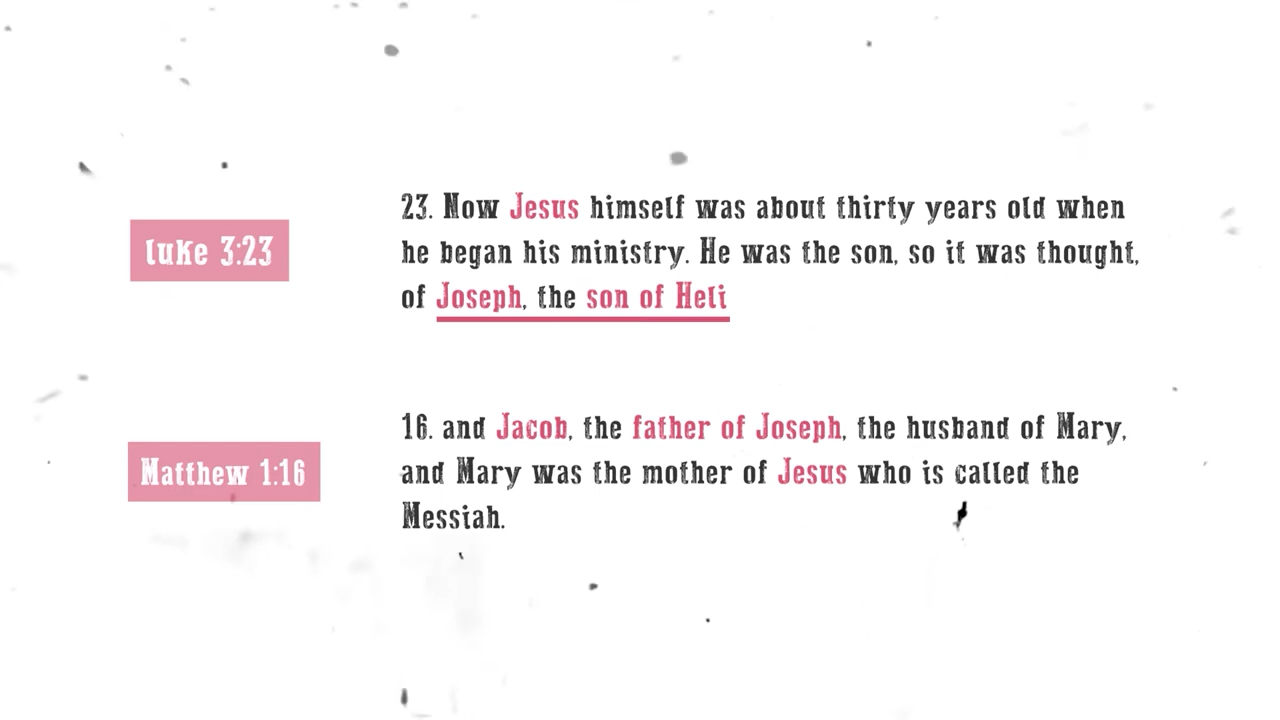 Luke 3:23
23. Now Jesus himself was about thirty years old when
he began his ministry. He was the son, so it was thought,
of Joseph, the son of Heli
Matthew 1:16
16. and Jacob, the father of Joseph, the husband of Mary,
and Mary was the mother of Jesus who is called the
Messiah.